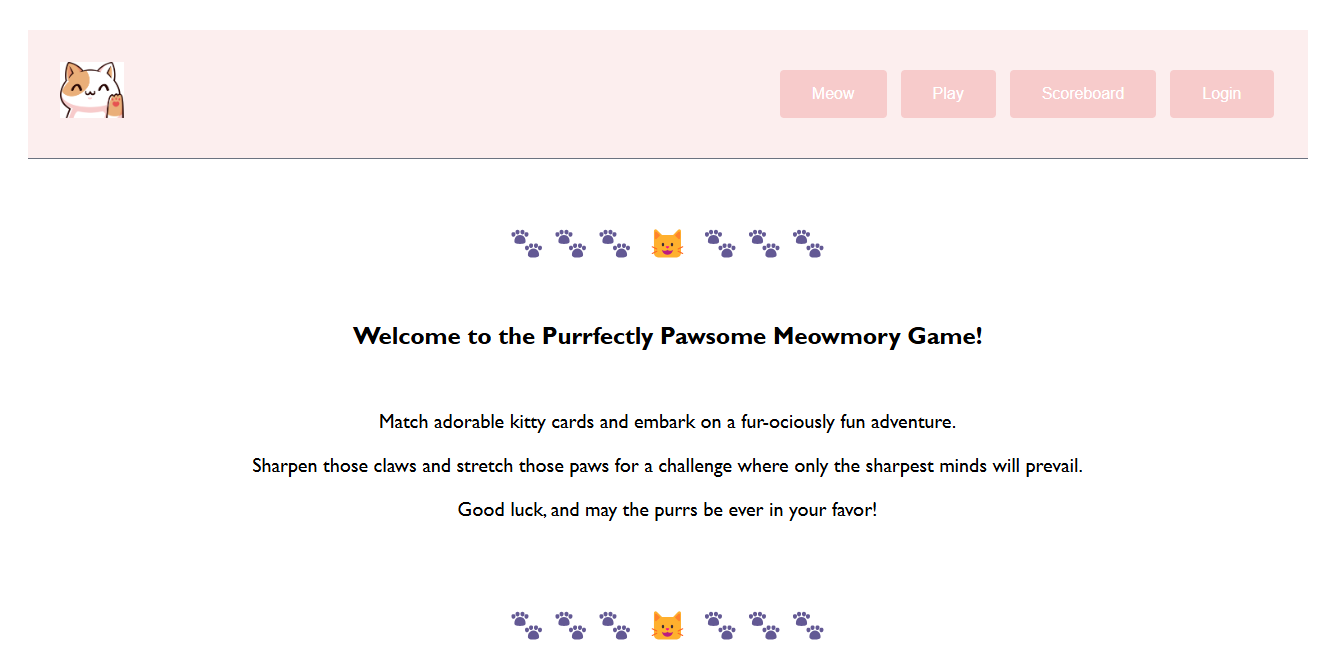 Meow Play Scoreboard Login
Welcome to the Purrfectly Pawsome Meowmory Game!
Match adorable kitty cards and embark on a fur-ociously fun adventure.
Sharpen those claws and stretch those paws for a challenge where only the sharpest minds will prevail.
Good luck, and may the purrs be ever in your favor!